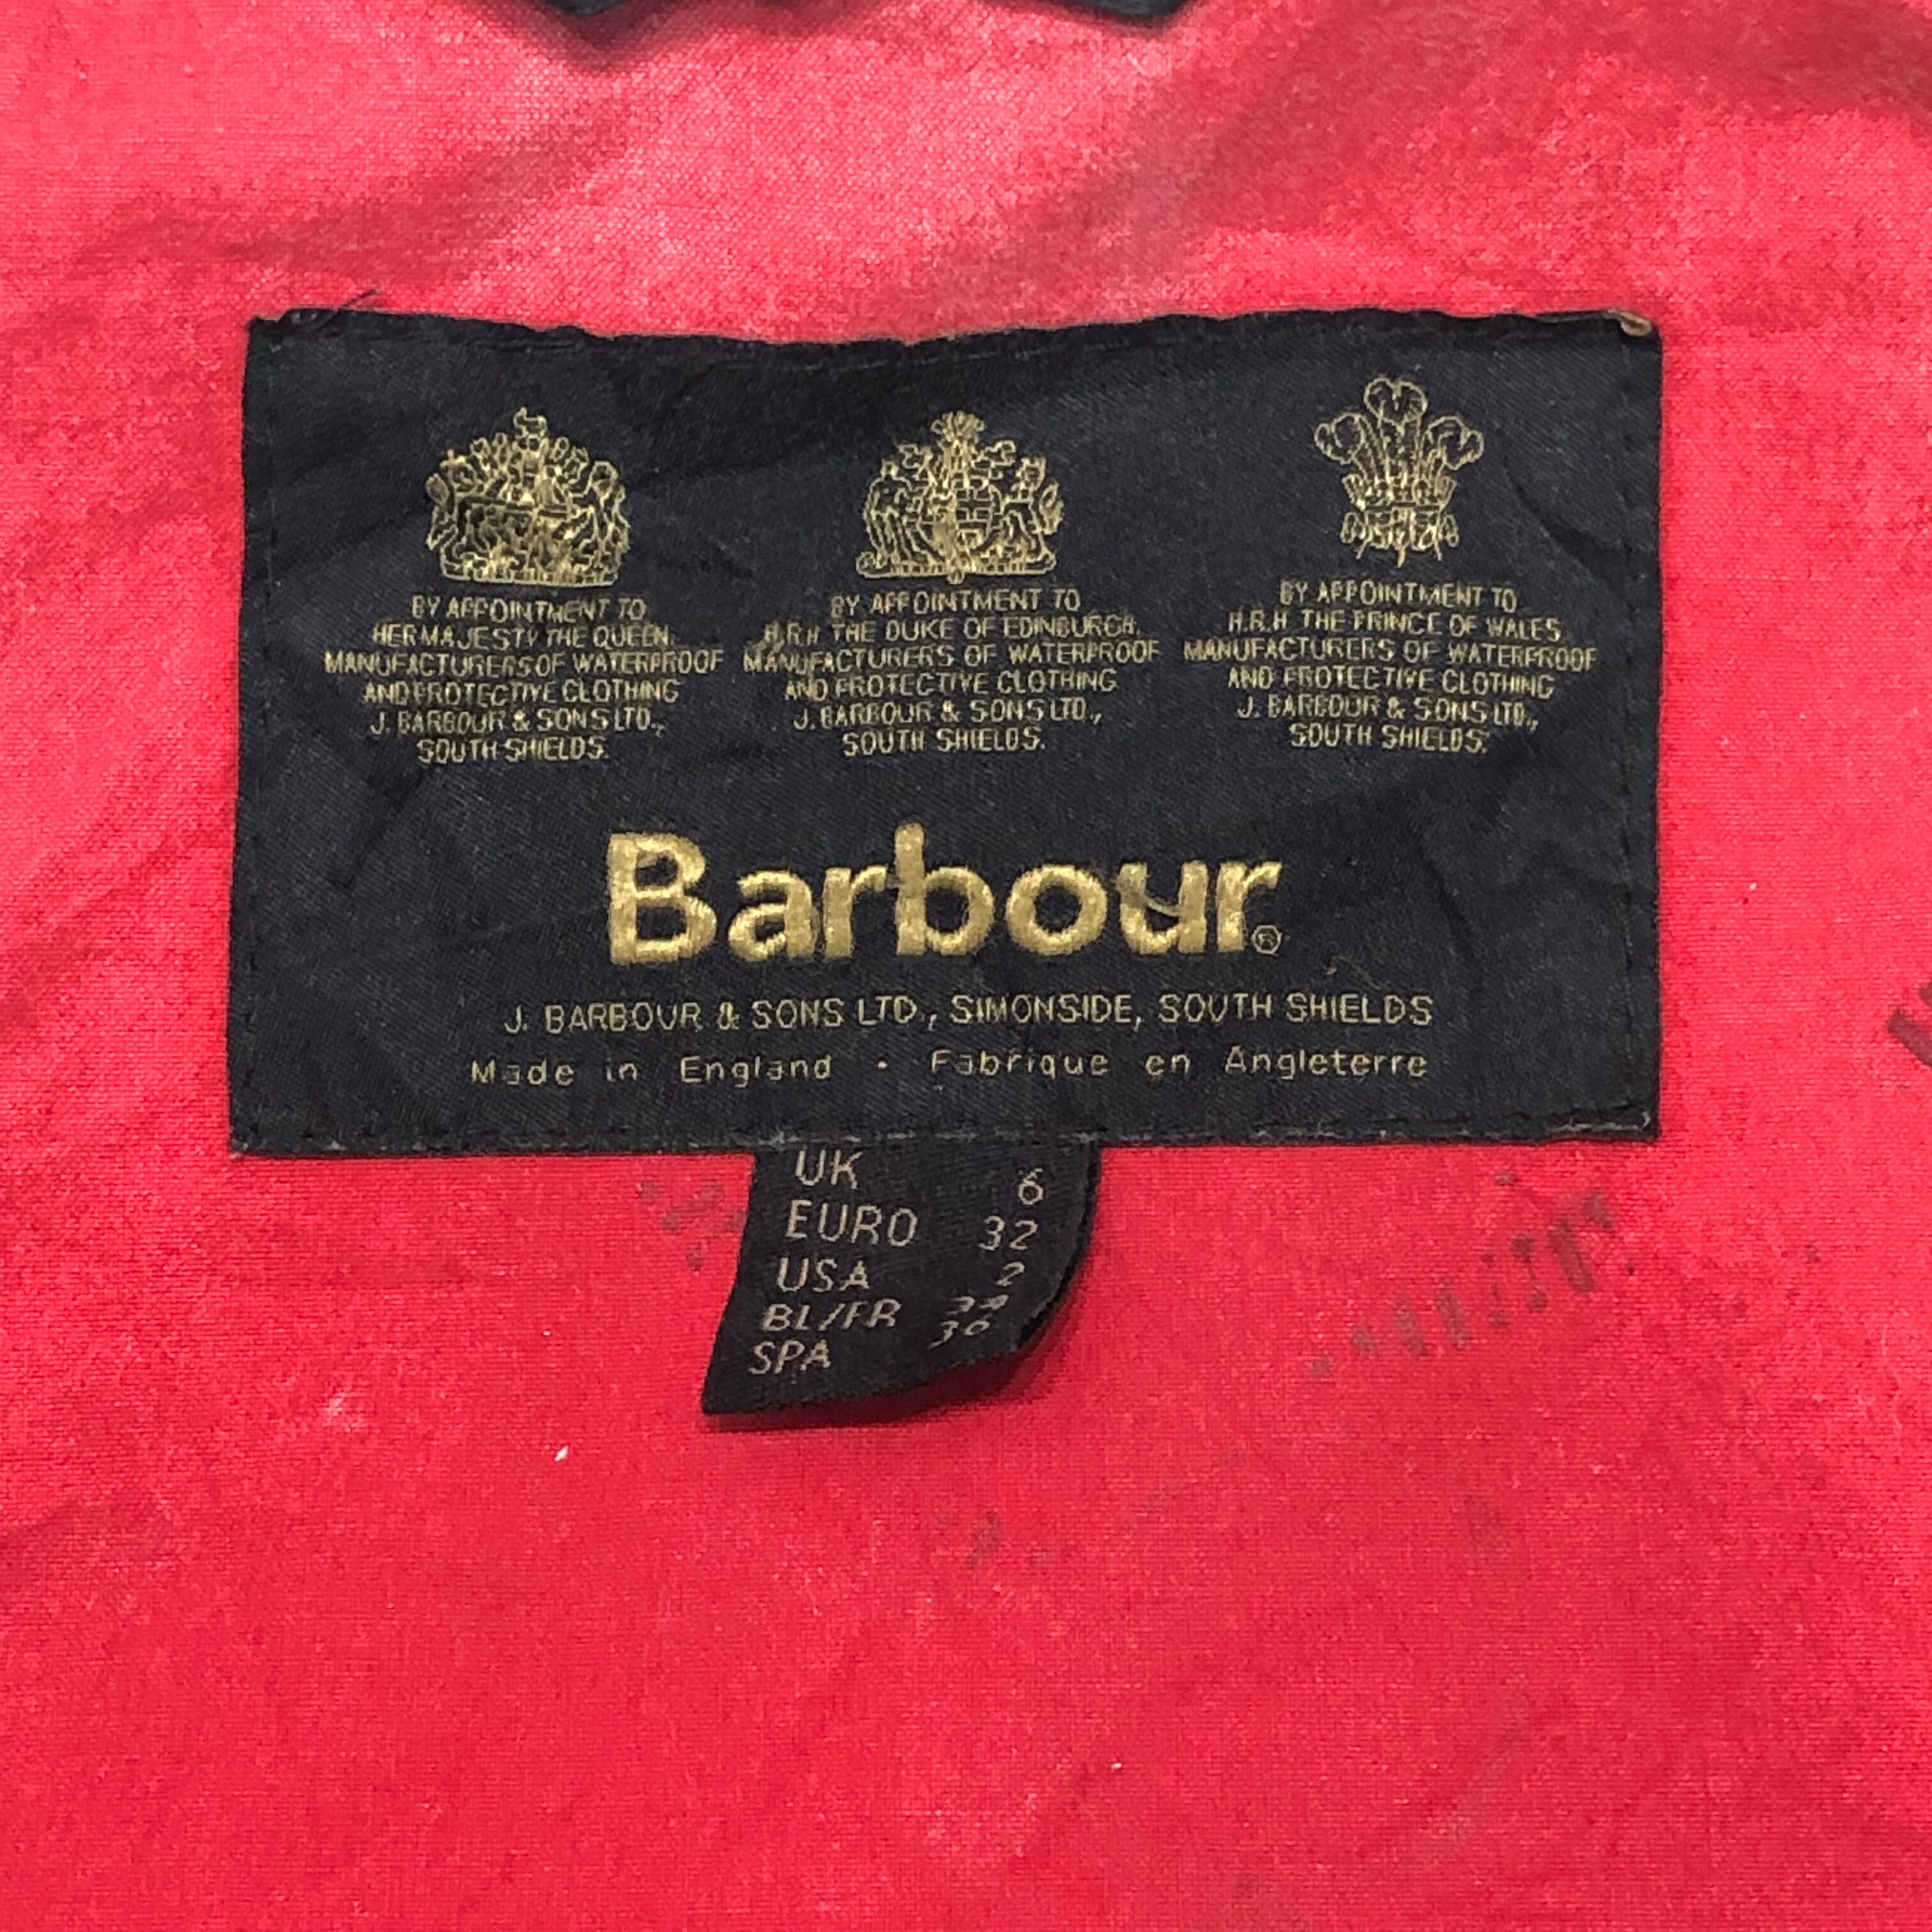 BY APPOINTMENT TO
HER MAJESTY THE QUEEN
MANUFACTURERS OF WATERPROOF
AND PROTECTIVE CLOTHING
J. BARBOUR & SONS LTD.,
SOUTH SHIELDS.
BY APPOINTMENT TO
H.R.H THE DUKE OF EDINBURGH
MANUFACTURERS OF WATERPROOF
AND PROTECTIVE CLOTHING
J. BARBOUR & SONS LTD.,
SOUTH SHIELDS.
BY APPOINTMENT TO
H.R.H THE PRINCE OF WALES
MANUFACTURERS OF WATERPROOF
AND PROTECTIVE CLOTHING
J. BARBOUR & SONS LTD.,
SOUTH SHIELDS.
Barbour®
J. BARBOUR & SONS LTD., SIMONSIDE, SOUTH SHIELDS
Made in England • Fabrique en Angleterre
UK 6
EURO 32
USA 2
BL/FR 34
SPA 36